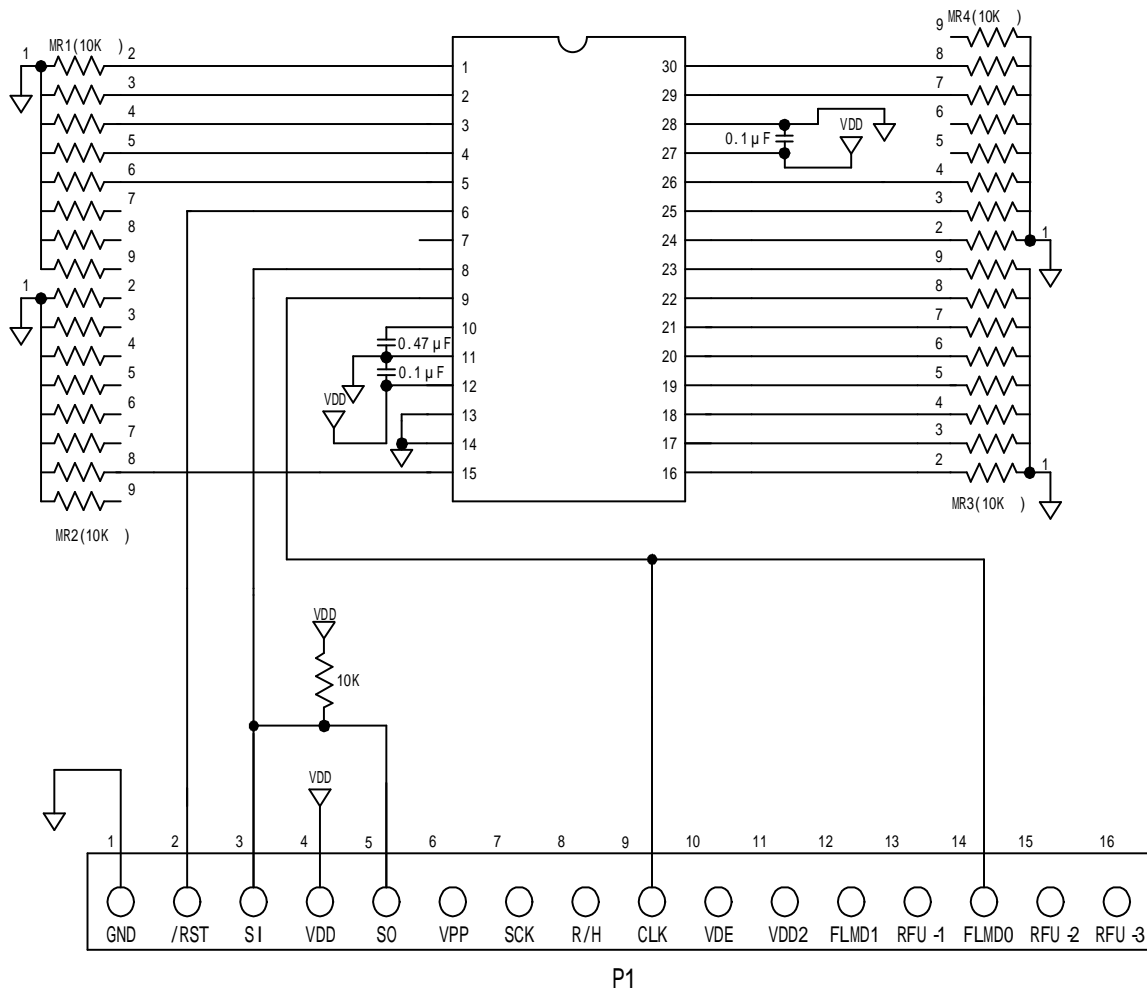 MR1(10K )
MR4(10K )
9
1 2 1 30 8
3 2 29 7
4 3 28 6
0.1µF VDD
5 4 27 5
6 5 26 4
7 6 25 3
8 7 24 2 1
9 8 23 9
1 2 9 22 8
3 10 21 7
0.47µF
4 11 20 6
0.1µF
5 12 19 5
VDD
6 13 18 4
7 14 17 3
8 15 16 2 1
9
MR2(10K )
MR3(10K )
VDD
10K
VDD
1 2 3 4 5 6 7 8 9 10 11 12 13 14 15 16
GND /RST SI VDD SO VPP SCK R/H CLK VDE VDD2 FLMD1 RFU-1 FLMD0 RFU-2 RFU-3
P1